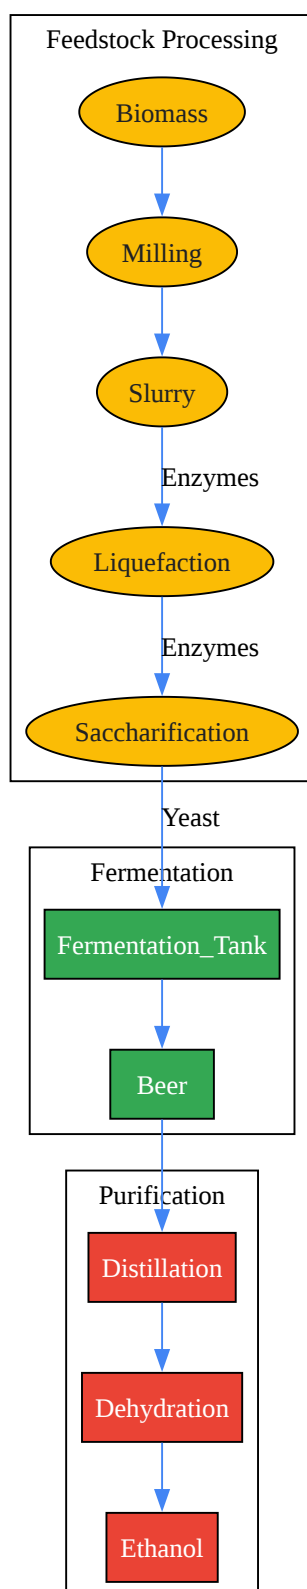 Feedstock Processing
Biomass
Milling
Slurry
Enzymes
Liquefaction
Enzymes
Saccharification
Yeast
Fermentation
Fermentation_Tank
Beer
Purification
Distillation
Dehydration
Ethanol